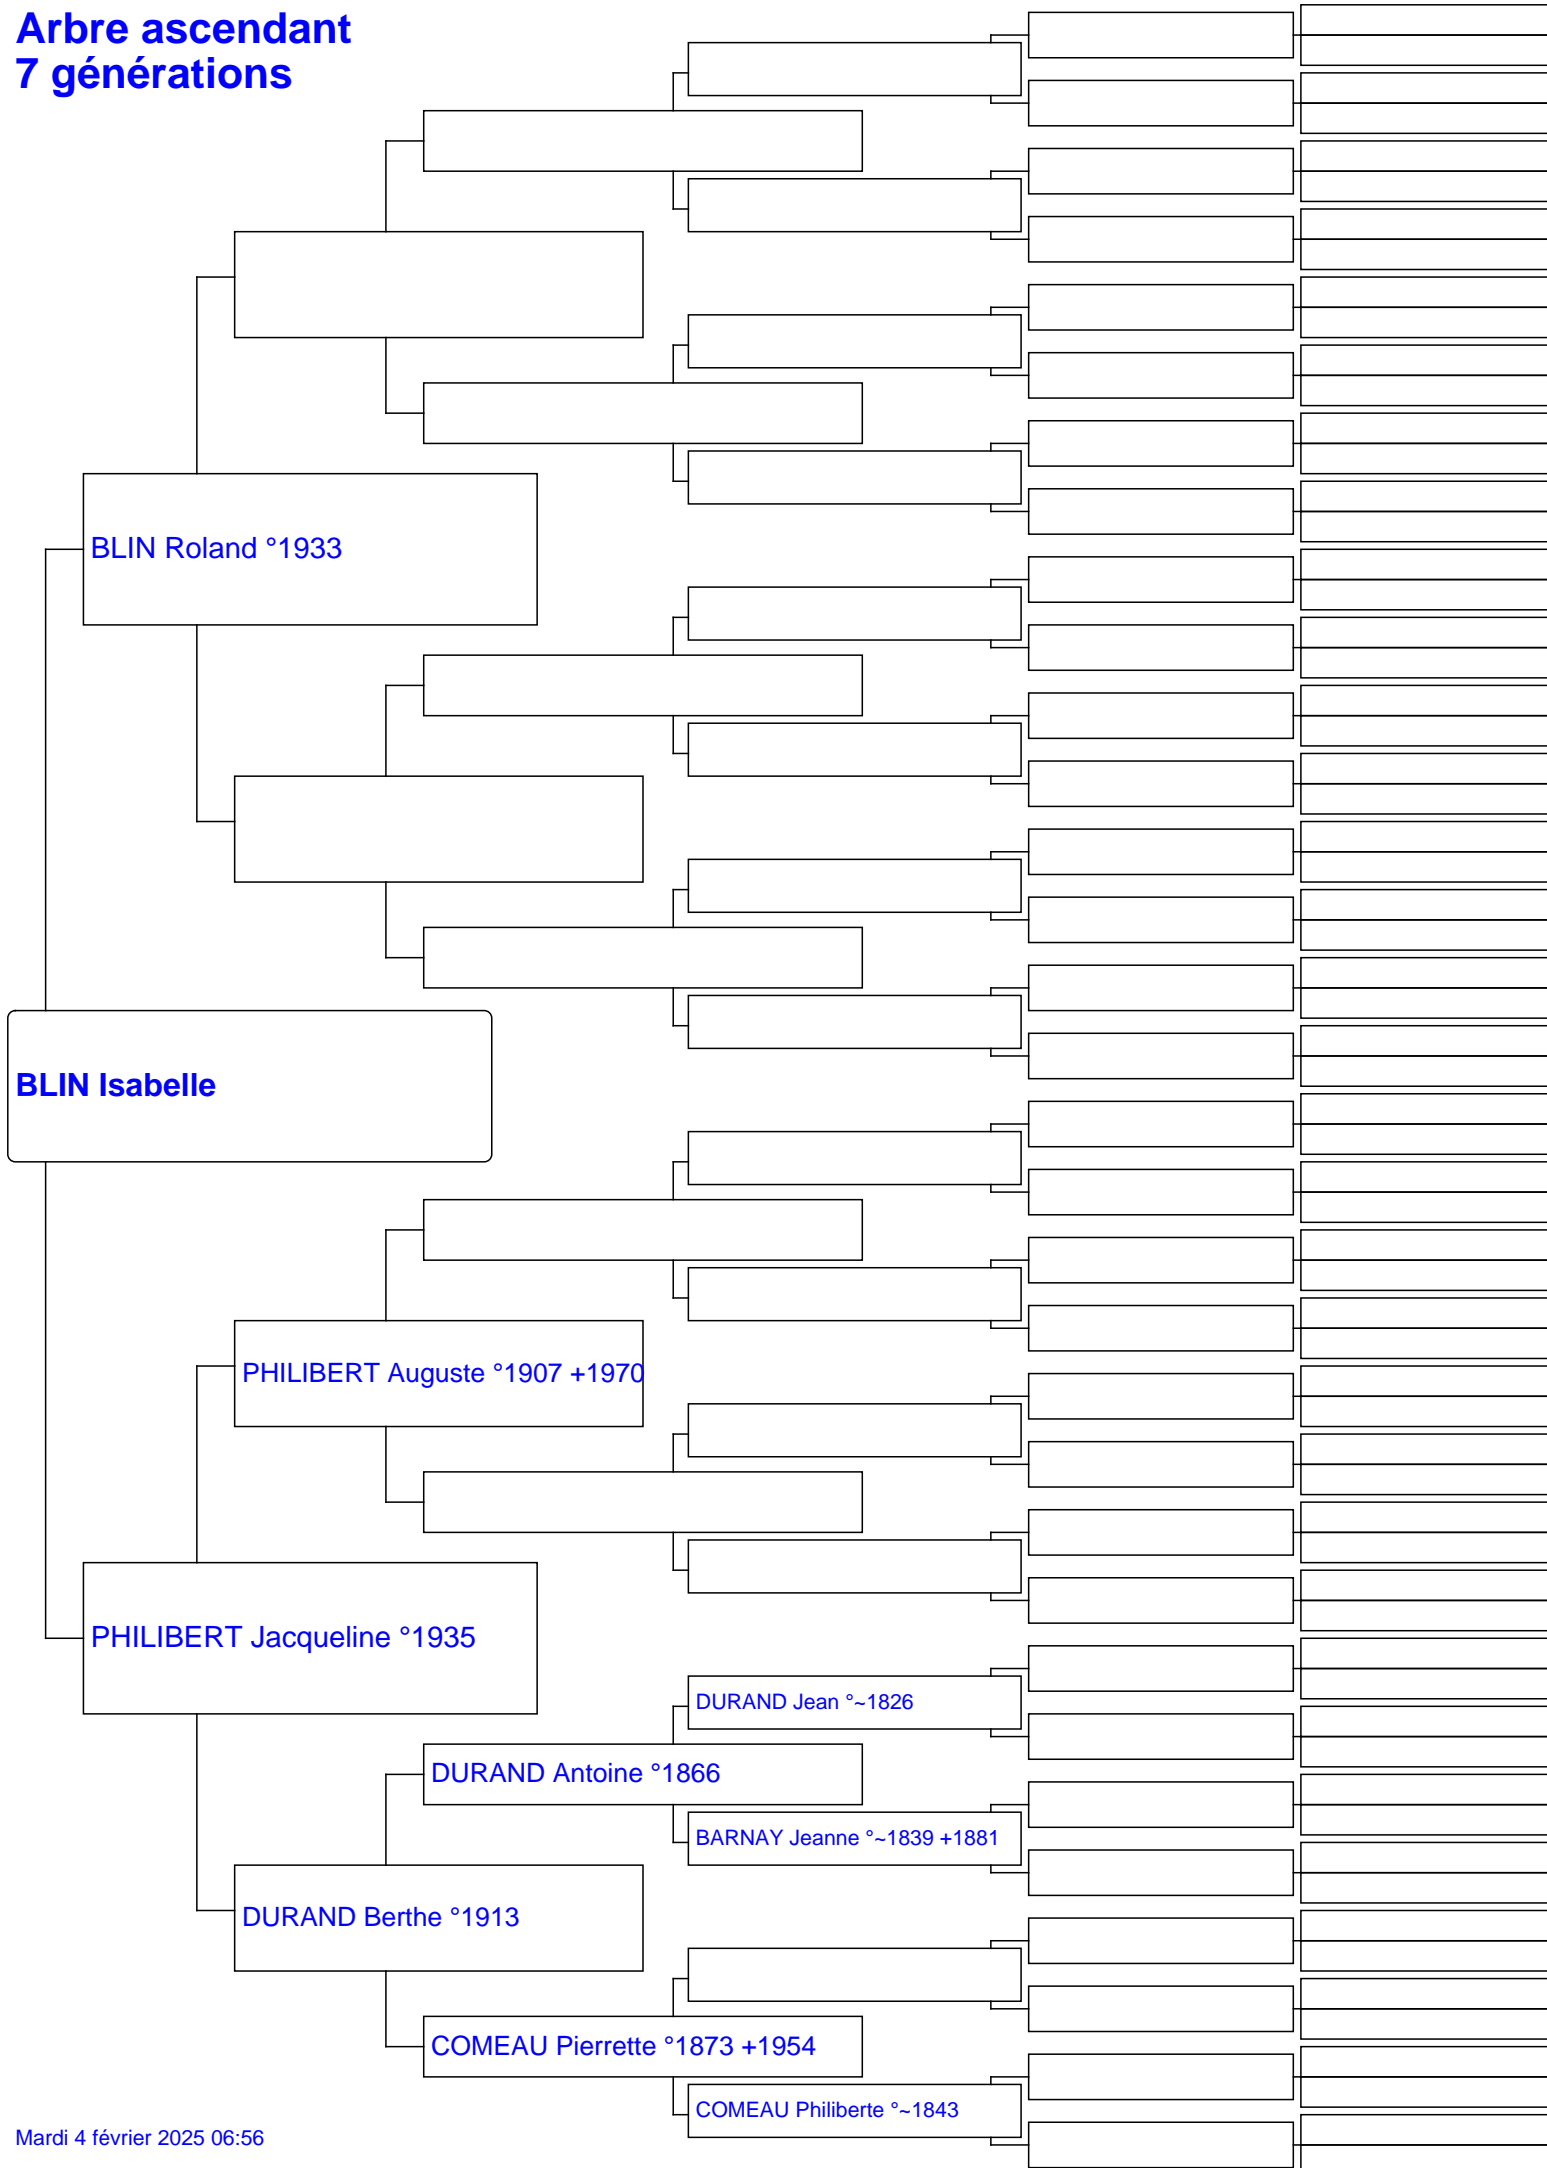 Arbre ascendant
7 générations
BLIN Roland °1933
BLIN Isabelle
PHILIBERT Auguste °1907 +1970
PHILIBERT Jacqueline °1935
DURAND Jean °~1826
DURAND Antoine °1866
BARNAY Jeanne °~1839 +1881
DURAND Berthe °1913
COMEAU Pierrette °1873 +1954
COMEAU Philiberte °~1843
Mardi 4 février 2025 06:56